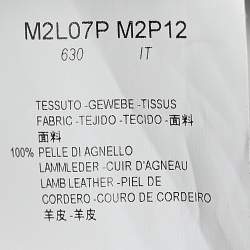 M2L07P M2P12
630 IT
TESSUTO -GEWEBE -TISSUS
FABRIC -TEJIDO -TECIDO -面料
面料
100% PELLE DI AGNELLO
LAMMLEDER -CUIR D'AGNEAU
LAMB LEATHER -PIEL DE
CORDERO -COURO DE CORDEIRO
羊皮 -羊皮